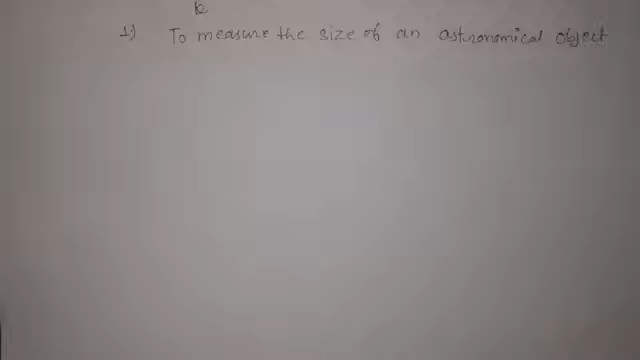 1) To measure the size of an astronomical object